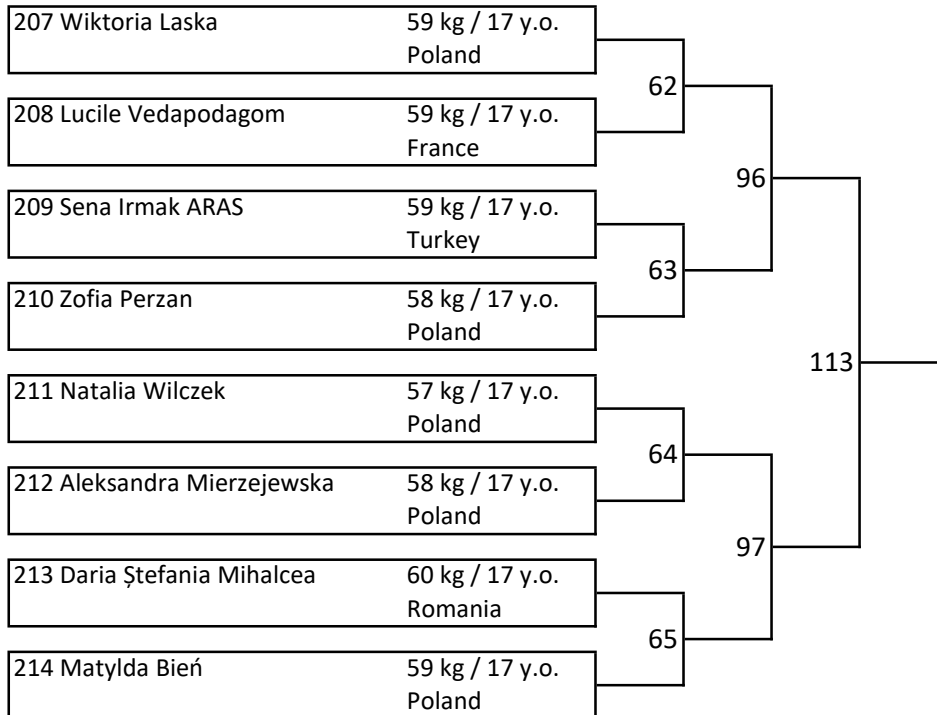 207 Wiktoria Laska 59 kg / 17 y.o.
Poland
62
208 Lucile Vedapodagom 59 kg / 17 y.o.
France
96
209 Sena Irmak ARAS 59 kg / 17 y.o.
Turkey
63
210 Zofia Perzan 58 kg / 17 y.o.
Poland
113
211 Natalia Wilczek 57 kg / 17 y.o.
Poland
64
212 Aleksandra Mierzejewska 58 kg / 17 y.o.
Poland
97
213 Daria Ștefania Mihalcea 60 kg / 17 y.o.
Romania
65
214 Matylda Bień 59 kg / 17 y.o.
Poland